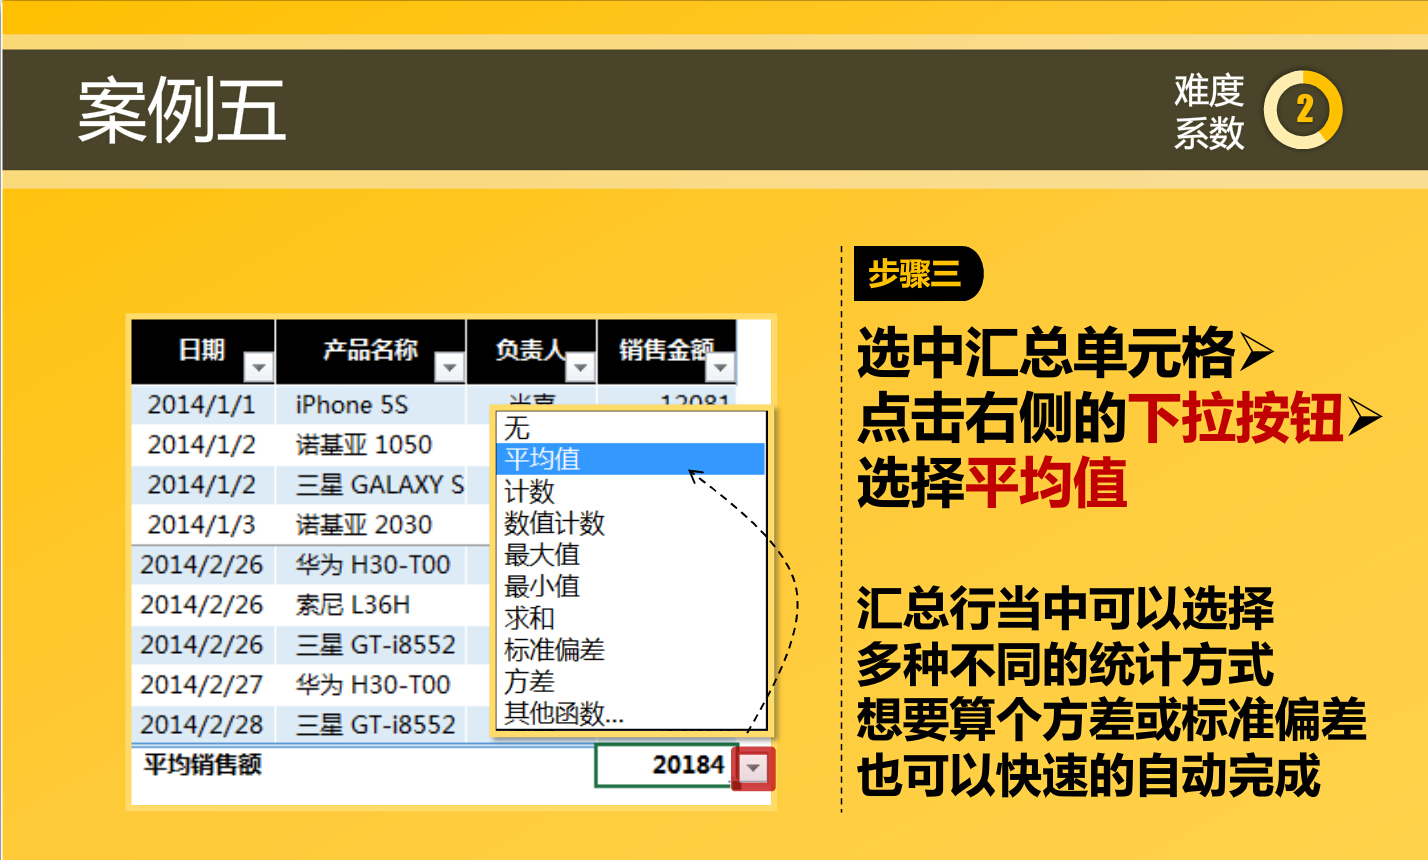 案例五
难度
系数
2
步骤三
选中汇总单元格
点击右侧的下拉按钮
选择平均值
汇总行当中可以选择
多种不同的统计方式
想要算个方差或标准偏差
也可以快速的自动完成
日期 产品名称 负责人 销售金额
2014/1/1 iPhone 5S 12081
2014/1/2 诺基亚 1050
2014/1/2 三星 GALAXY S
2014/1/3 诺基亚 2030
2014/2/26 华为 H30-T00
2014/2/26 索尼 L36H
2014/2/26 三星 GT-i8552
2014/2/27 华为 H30-T00
2014/2/28 三星 GT-i8552
平均销售额 20184
无
平均值
计数
数值计数
最大值
最小值
求和
标准偏差
方差
其他函数...